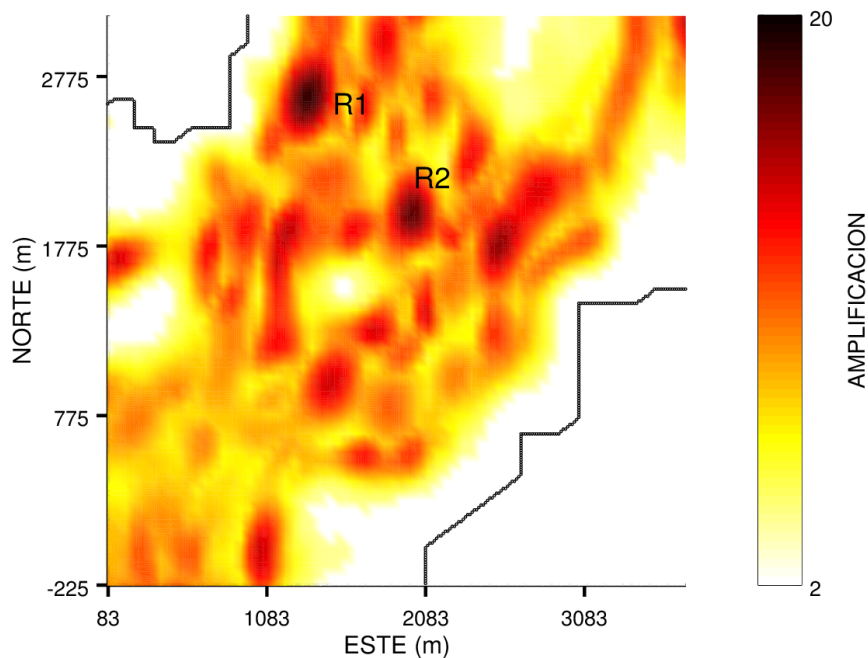 20
2775
R1
R2
1775
NORTE (m)
AMPLIFICACION
775
-225
2
83
1083
2083
3083
ESTE (m)